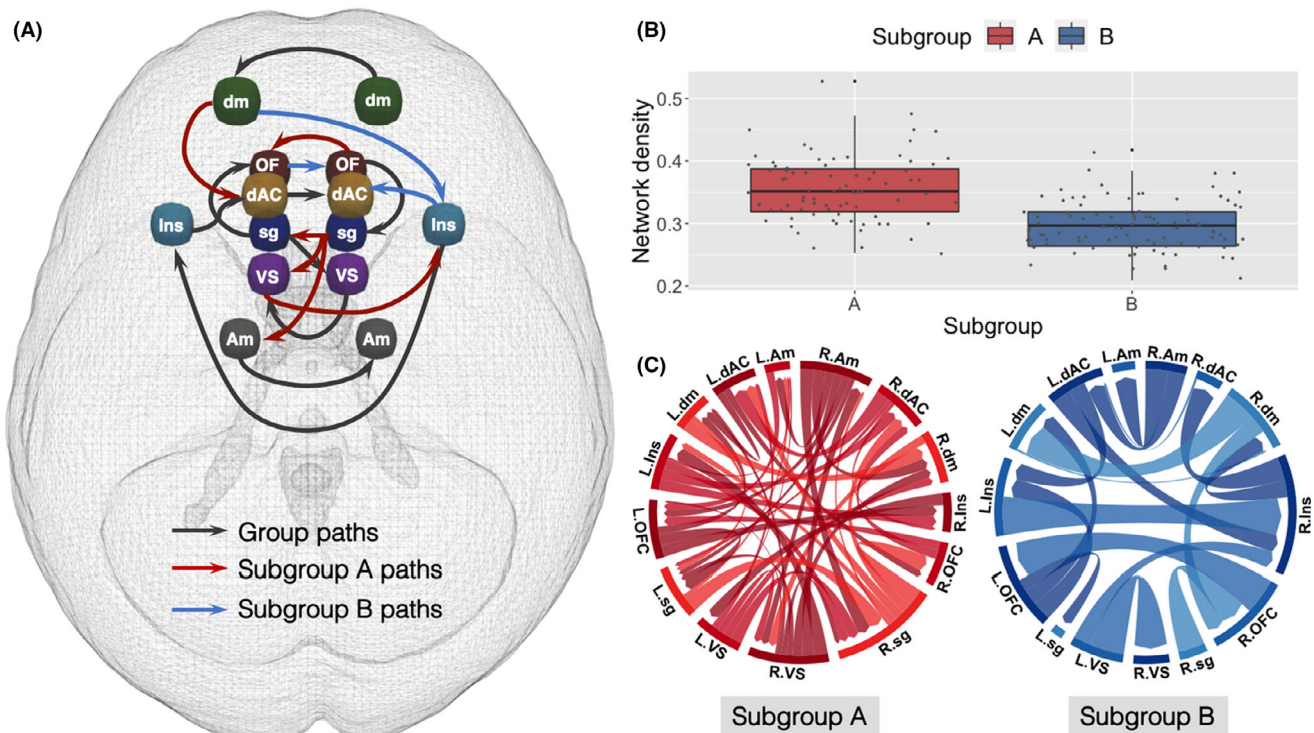 (A)
dm
dm
OF
OF
dAC
dAC
Ins
Ins
sg
sg
VS
VS
Am
Am
Group paths
Subgroup A paths
Subgroup B paths
(B)
Subgroup A B
Network density
0.5
0.4
0.3
0.2
A
B
Subgroup
(C)
L.Am
R.Am
R.dAC
R.dm
R.Ins
R.OFC
R.sg
R.VS
L.VS
L.sg
L.OFC
L.Ins
L.dm
L.dAC
Subgroup A
L.Am
R.Am
R.dAC
R.dm
R.Ins
R.OFC
R.sg
R.VS
L.VS
L.sg
L.OFC
L.Ins
L.dm
L.dAC
Subgroup B